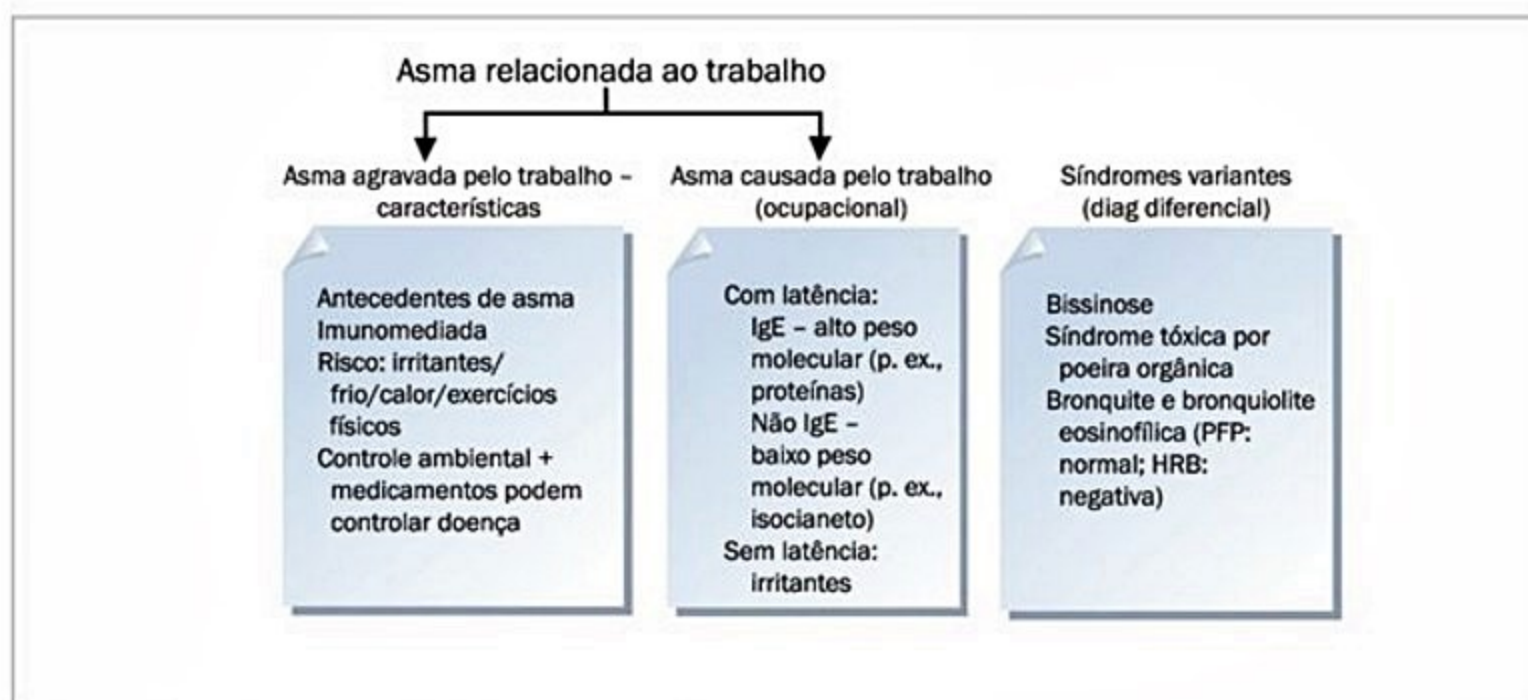 Asma relacionada ao trabalho
Asma agravada pelo trabalho –
características
Antecedentes de asma
Imunomediada
Risco: irritantes/
frio/calor/exercícios
físicos
Controle ambiental +
medicamentos podem
controlar doença
Asma causada pelo trabalho
(ocupacional)
Com latência:
IgE – alto peso
molecular (p. ex.,
proteínas)
Não IgE –
baixo peso
molecular (p. ex.,
isocianeto)
Sem latência:
irritantes
Síndromes variantes
(diag diferencial)
Bissinose
Síndrome tóxica por
poeira orgânica
Bronquite e bronquiolite
eosinofílica (PFP:
normal; HRB:
negativa)